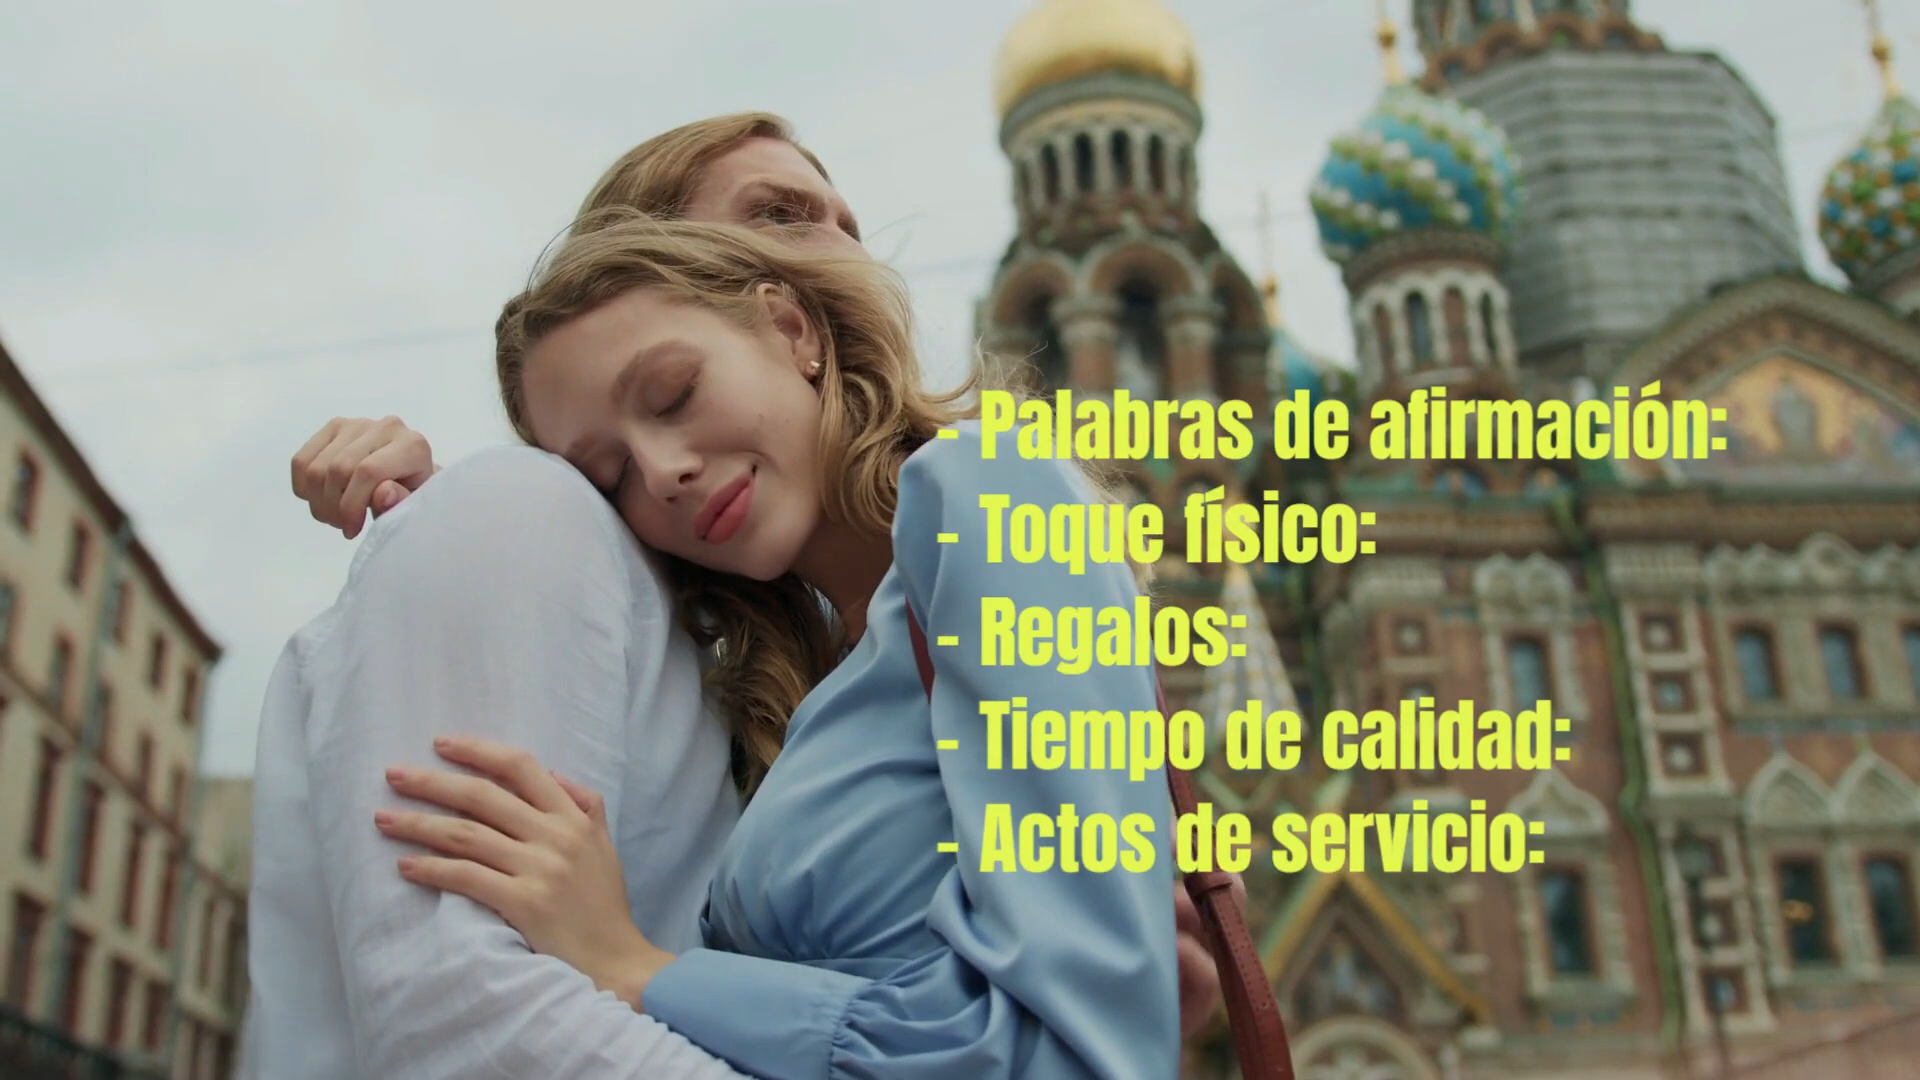 - Palabras de afirmación:
- Toque físico:
- Regalos:
- Tiempo de calidad:
- Actos de servicio: